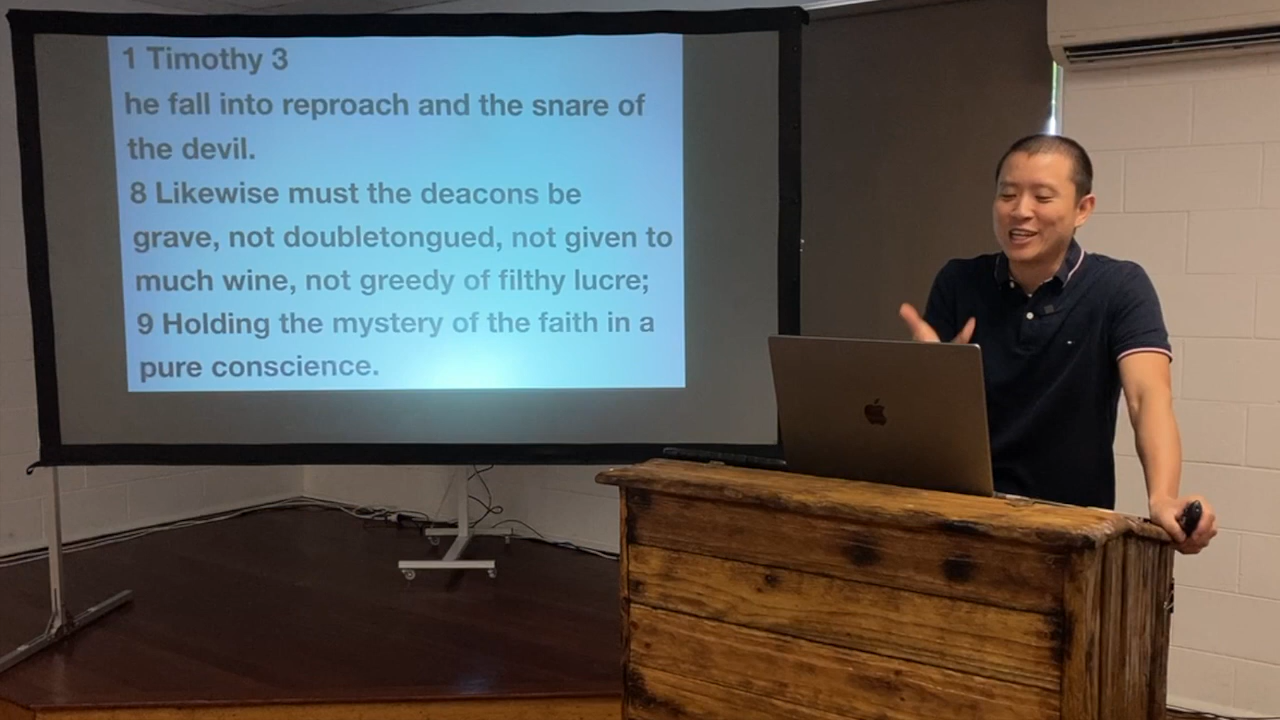 1 Timothy 3
he fall into reproach and the snare of
the devil.
8 Likewise must the deacons be
grave, not doubletongued, not given to
much wine, not greedy of filthy lucre;
9 Holding the mystery of the faith in a
pure conscience.